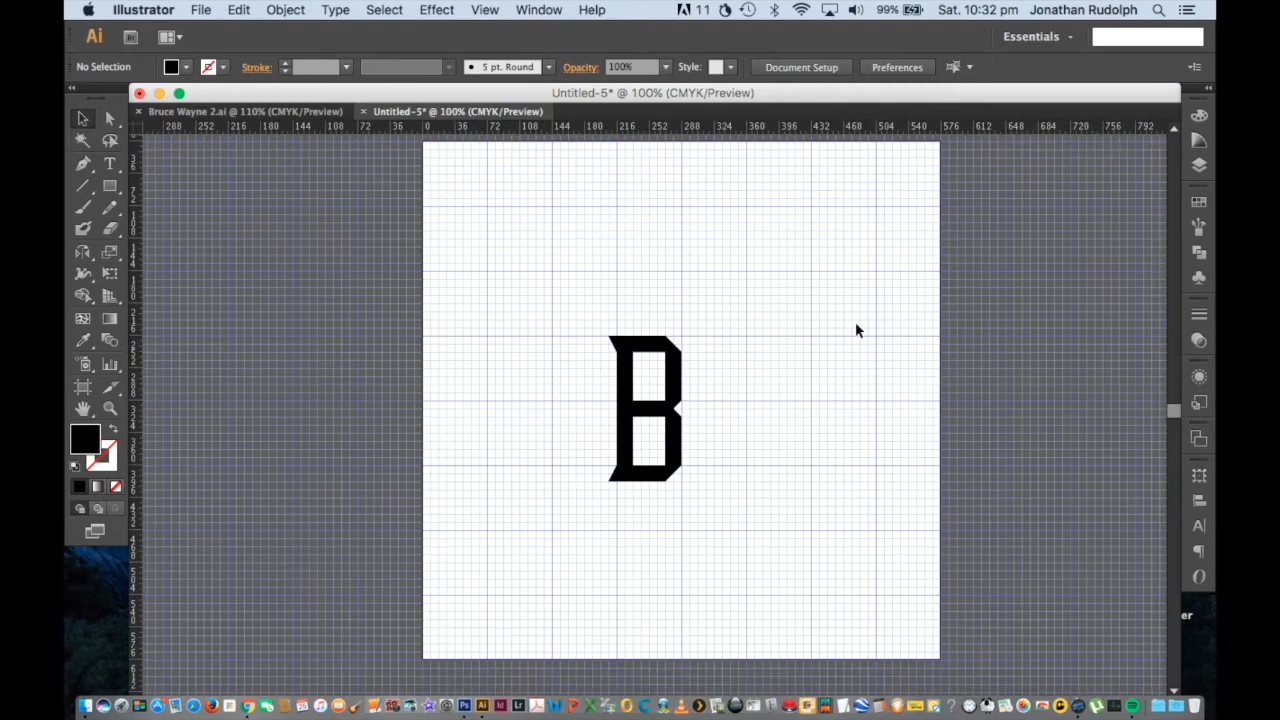 Illustrator File Edit Object Type Select Effect View Window Help 11 99% Sat. 10:32 pm Jonathan Rudolph
Ai Br Essentials
No Selection Stroke: 5 pt. Round Opacity: 100% Style: Document Setup Preferences
Untitled-5* @ 100% (CMYK/Preview)
Bruce Wayne 2.ai @ 110% (CMYK/Preview) Untitled-5* @ 100% (CMYK/Preview)
288 252 216 180 144 108 72 36 0 36 72 108 144 180 216 252 288 324 360 396 432 468 504 540 576 612 648 684 720 756 792
B
er